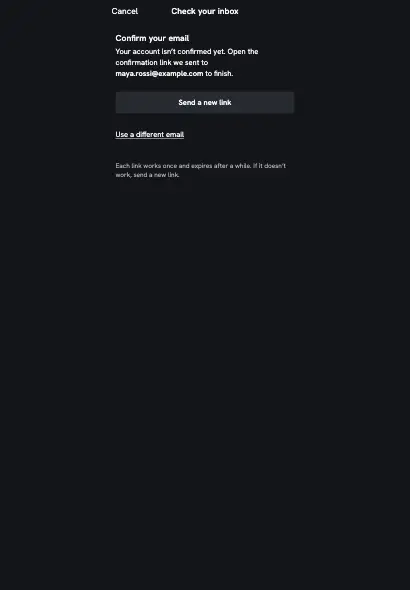 Cancel
Check your inbox
Confirm your email
Your account isn't confirmed yet. Open the
confirmation link we sent to
maya.rossi@example.com to finish.
Send a new link
Use a different email
Each link works once and expires after a while. If it doesn't
work, send a new link.